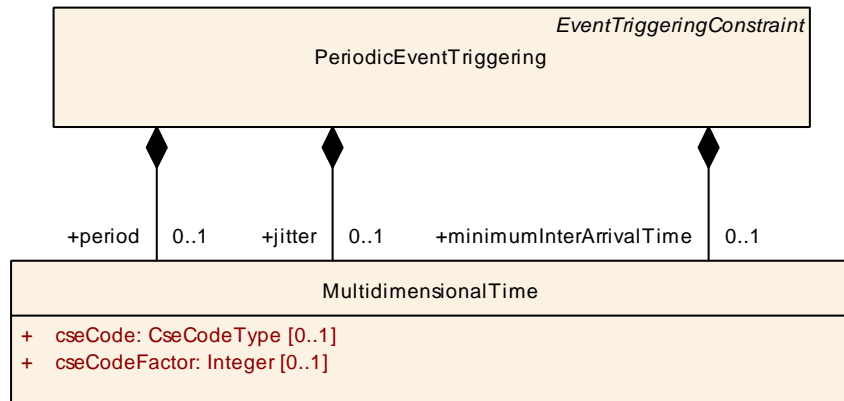 EventTriggeringConstraint
PeriodicEventTriggering
+period 0..1 +jitter 0..1 +minimumInterArrivalTime 0..1
MultidimensionalTime
+ cseCode: CseCodeType [0..1]
+ cseCodeFactor: Integer [0..1]